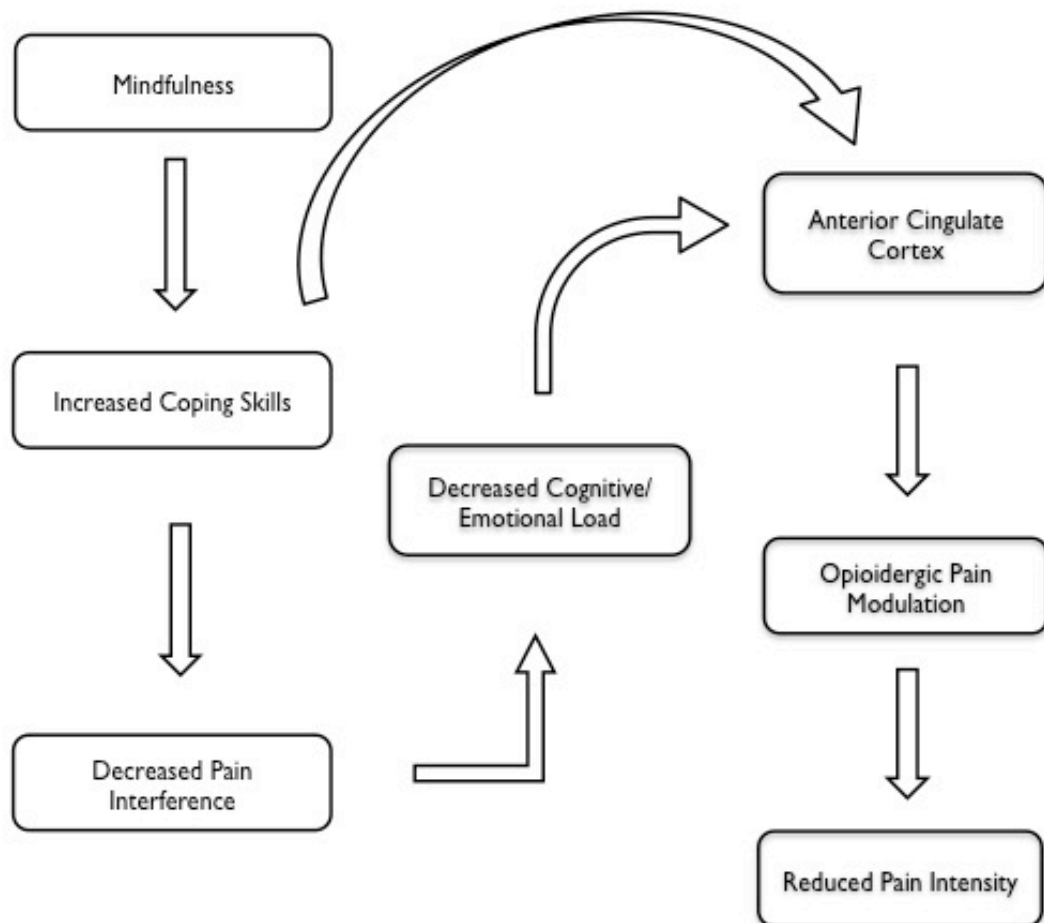 Mindfulness
Increased Coping Skills
Decreased Pain
Interference
Decreased Cognitive/
Emotional Load
Anterior Cingulate
Cortex
Opioidergic Pain
Modulation
Reduced Pain Intensity